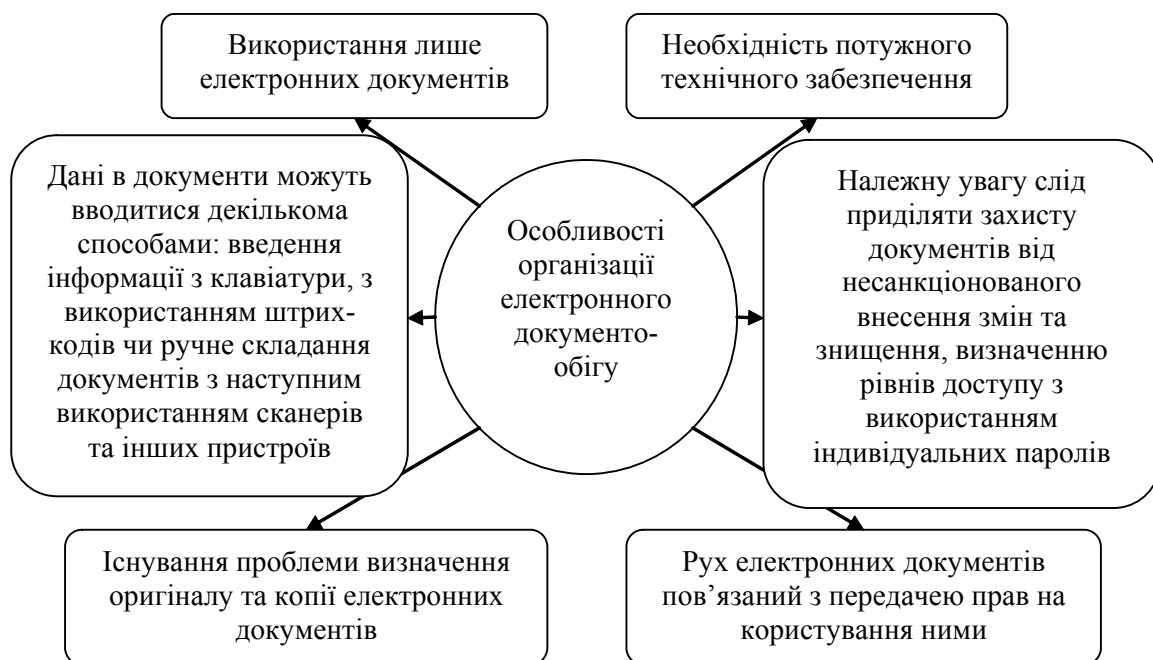 Використання лише
електронних документів
Необхідність потужного
технічного забезпечення
Дані в документи можуть
вводитися декількома
способами: введення
інформації з клавіатури, з
використанням штрих-
кодів чи ручне складання
документів з наступним
використанням сканерів
та інших пристроїв
Особливості
організації
електронного
документо-
обігу
Належну увагу слід
приділяти захисту
документів від
несанкціонованого
внесення змін та
знищення, визначенню
рівнів доступу з
використанням
індивідуальних паролів
Існування проблеми визначення
оригіналу та копії електронних
документів
Рух електронних документів
пов’язаний з передачею прав на
користування ними